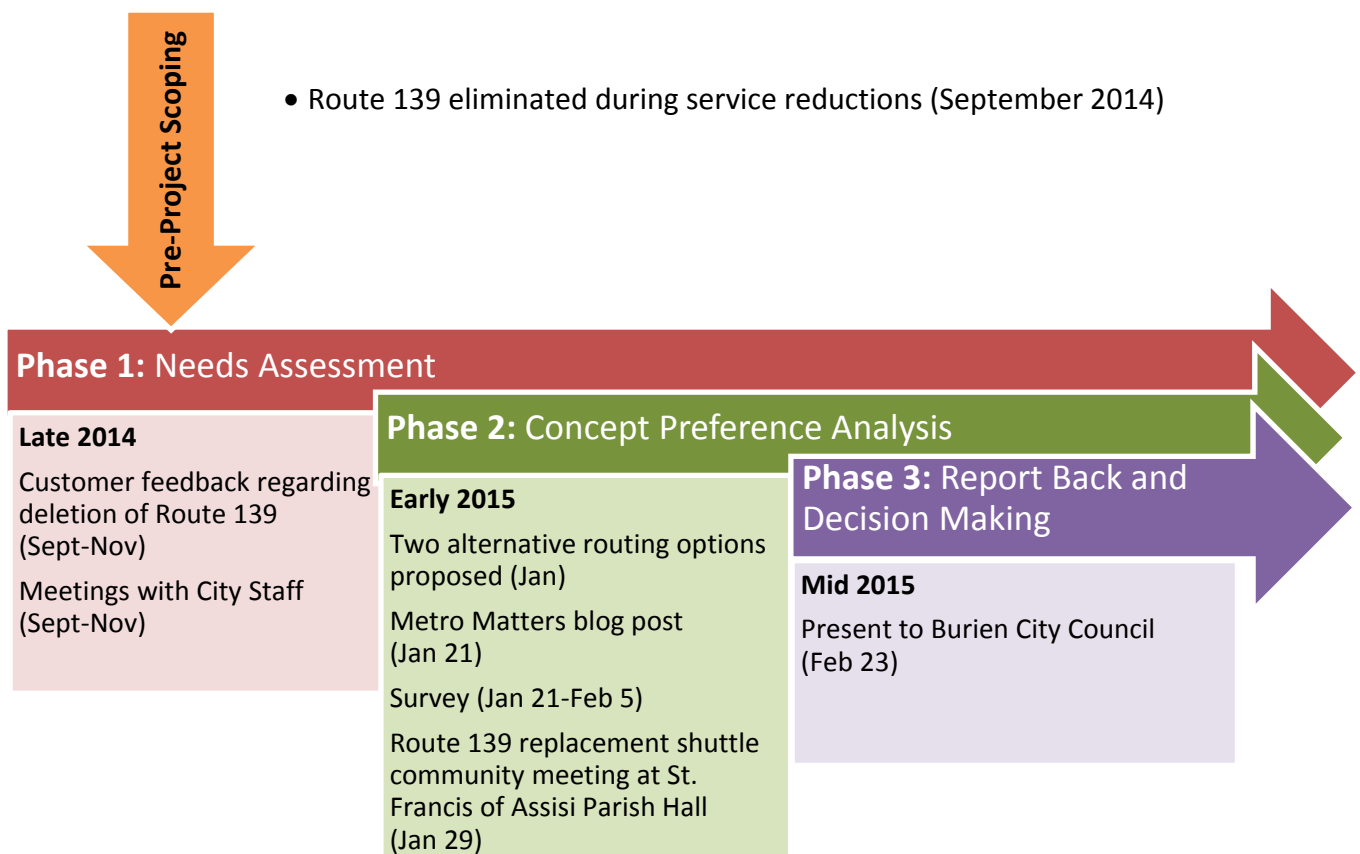 Pre-Project Scoping
• Route 139 eliminated during service reductions (September 2014)
Phase 1: Needs Assessment
Late 2014
Customer feedback regarding
deletion of Route 139
(Sept-Nov)
Meetings with City Staff
(Sept-Nov)
Phase 2: Concept Preference Analysis
Early 2015
Two alternative routing options
proposed (Jan)
Metro Matters blog post
(Jan 21)
Survey (Jan 21-Feb 5)
Route 139 replacement shuttle
community meeting at St.
Francis of Assisi Parish Hall
(Jan 29)
Phase 3: Report Back and
Decision Making
Mid 2015
Present to Burien City Council
(Feb 23)